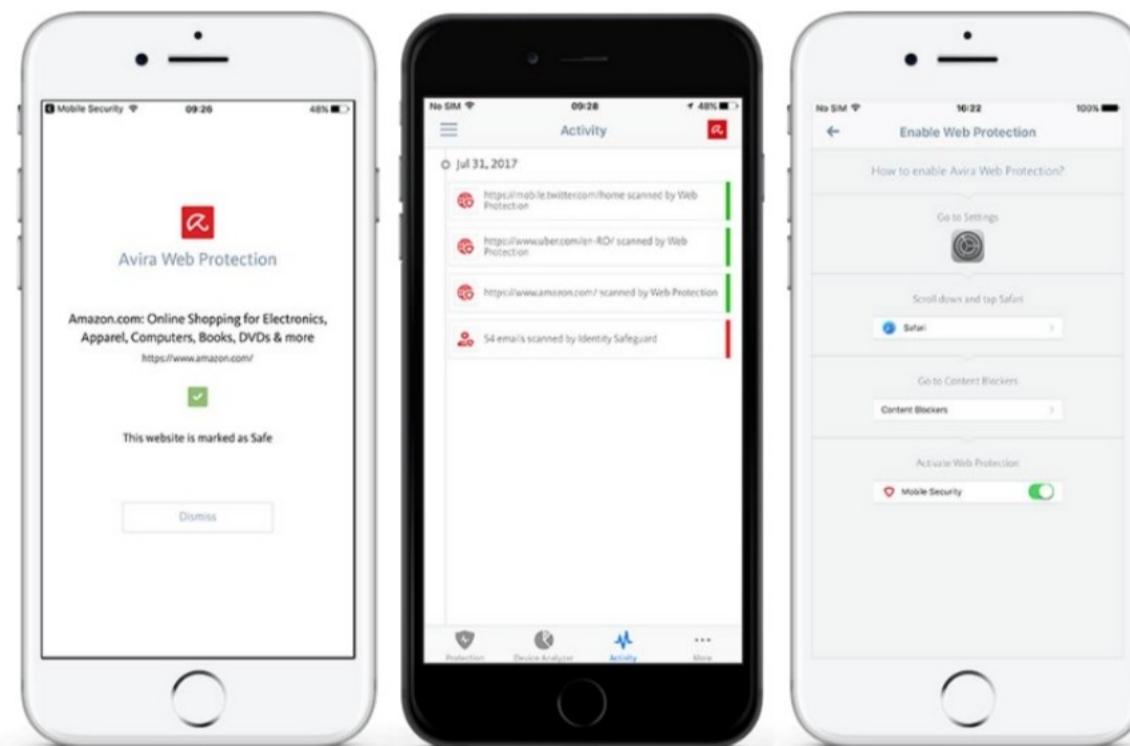 Mobile Security
09:26
48%
Avira Web Protection
Amazon.com: Online Shopping for Electronics,
Apparel, Computers, Books, DVDs & more
https://www.amazon.com/
This website is marked as Safe
Dismiss
No SIM
09:28
48%
Activity
Jul 31, 2017
https://mobile.twitter.com/home scanned by Web
Protection
https://www.uber.com/en-RO/ scanned by Web
Protection
https://www.amazon.com/ scanned by Web Protection
54 emails scanned by Identity Safeguard
Protection
Device Analyzer
Activity
More
No SIM
16:22
100%
Enable Web Protection
How to enable Avira Web Protection?
Go to Settings
Scroll down and tap Safari
Safari
Go to Content Blockers
Content Blockers
Activate Web Protection
Mobile Security